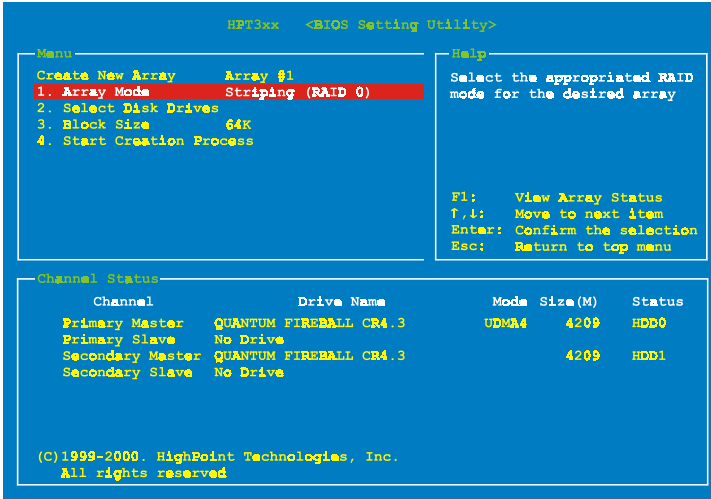 HPT3xx <BIOS Setting Utility>
Menu
Create New Array Array #1
1. Array Mode Striping (RAID 0)
2. Select Disk Drives
3. Block Size 64K
4. Start Creation Process
Help
Select the appropriated RAID
mode for the desired array
F1: View Array Status
↑,↓: Move to next item
Enter: Confirm the selection
Esc: Return to top menu
Channel Status
Channel Drive Name Mode Size(M) Status
Primary Master QUANTUM FIREBALL CR4.3 UDMA4 4209 HDD0
Primary Slave No Drive
Secondary Master QUANTUM FIREBALL CR4.3 4209 HDD1
Secondary Slave No Drive
(C)1999-2000. HighPoint Technologies, Inc.
All rights reserved